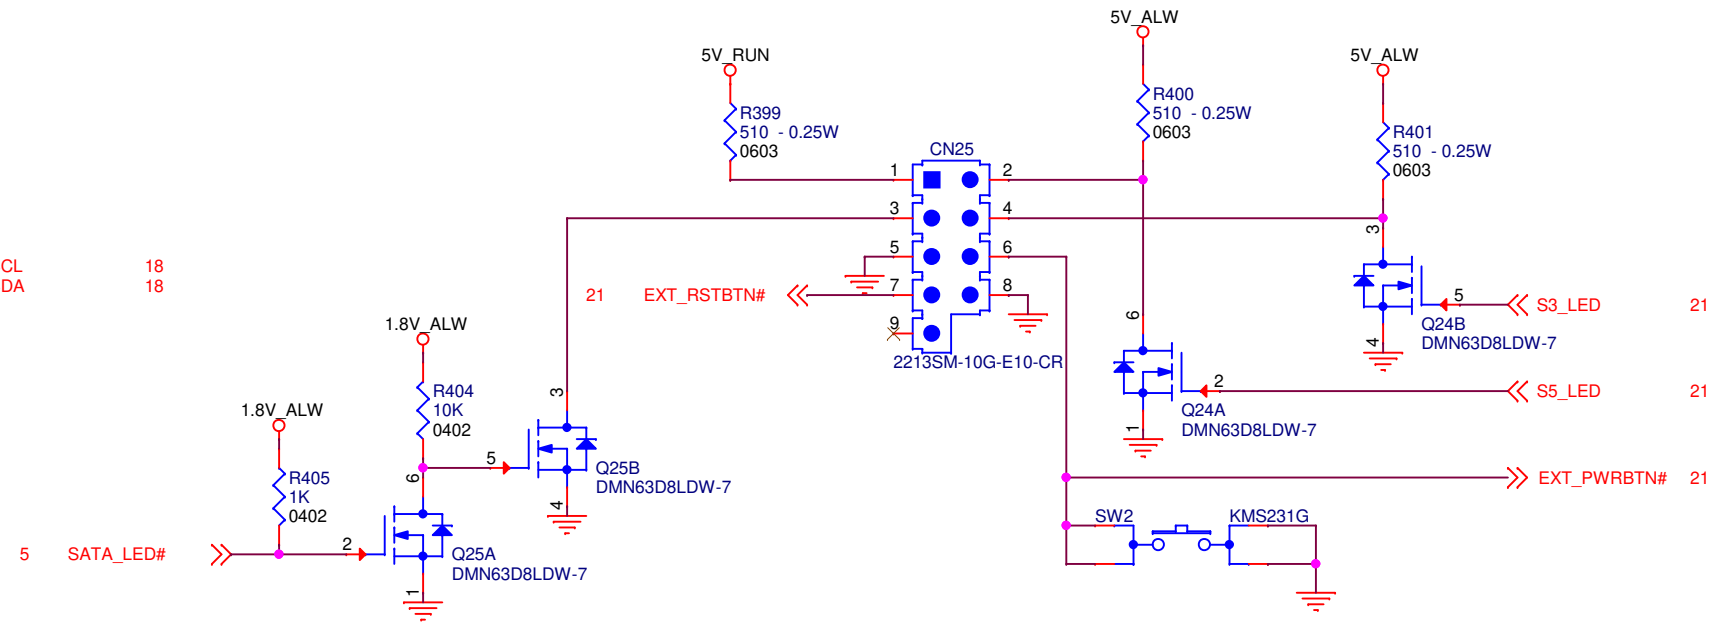 5V_ALW
5V_RUN
5V_ALW
R399
510 - 0.25W
0603
R400
510 - 0.25W
0603
R401
510 - 0.25W
0603
CN25
1
2
3
4
5
6
7
8
9
2213SM-10G-E10-CR
CL 18
DA 18
21 EXT_RSTBTN#
3
5
S3_LED 21
Q24B
DMN63D8LDW-7
4
6
2
S5_LED 21
Q24A
DMN63D8LDW-7
1
1.8V_ALW
R404
10K
0402
1.8V_ALW
R405
1K
0402
3
5
Q25B
DMN63D8LDW-7
4
6
2
Q25A
DMN63D8LDW-7
1
5 SATA_LED#
EXT_PWRBTN# 21
SW2 KMS231G